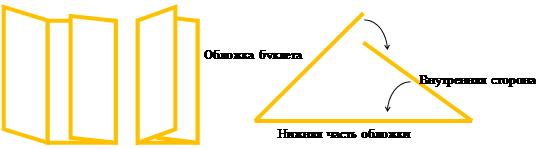 Обложка буклета
Внутренняя сторона
Нижняя часть обложки